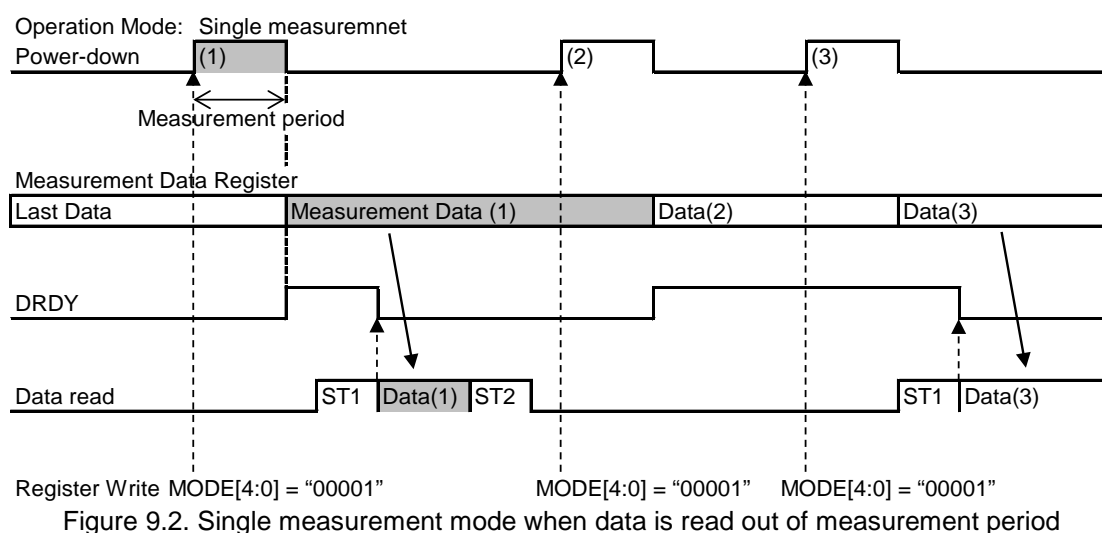 Operation Mode: Single measuremnet
Power-down (1) (2) (3)
Measurement period
Measurement Data Register
Last Data Measurement Data (1) Data(2) Data(3)
DRDY
Data read ST1 Data(1) ST2 ST1 Data(3)
Register Write MODE[4:0] = “00001” MODE[4:0] = “00001” MODE[4:0] = “00001”
Figure 9.2. Single measurement mode when data is read out of measurement period